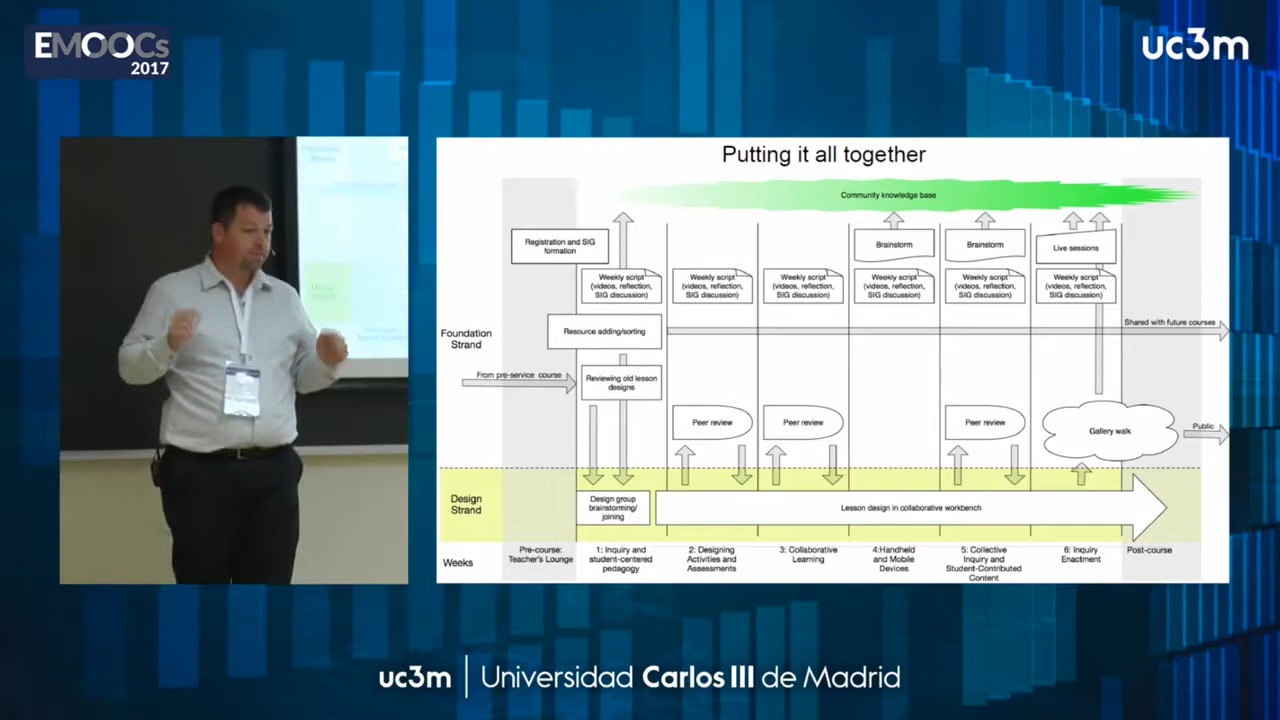 EMOOCs
2017
uc3m
Putting it all together
Community knowledge base
Registration and SIG
formation
Brainstorm
Brainstorm
Live sessions
Weekly script
(videos, reflection,
SIG discussion)
Weekly script
(videos, reflection,
SIG discussion)
Weekly script
(videos, reflection,
SIG discussion)
Weekly script
(videos, reflection,
SIG discussion)
Weekly script
(videos, reflection,
SIG discussion)
Weekly script
(videos, reflection,
SIG discussion)
Foundation
Strand
Resource adding/sorting
Shared with future courses
From pre-service course
Reviewing old lesson
designs
Peer review
Peer review
Peer review
Gallery walk
Public
Design
Strand
Design group
brainstorming/
joining
Lesson design in collaborative workbench
Weeks
Pre-course:
Teacher's Lounge
1: Inquiry and
student-centered
pedagogy
2: Designing
Activities and
Assessments
3: Collaborative
Learning
4:Handheld
and Mobile
Devices
5: Collective
Inquiry and
Student-Contributed
Content
6: Inquiry
Enactment
Post-course
uc3m | Universidad Carlos III de Madrid